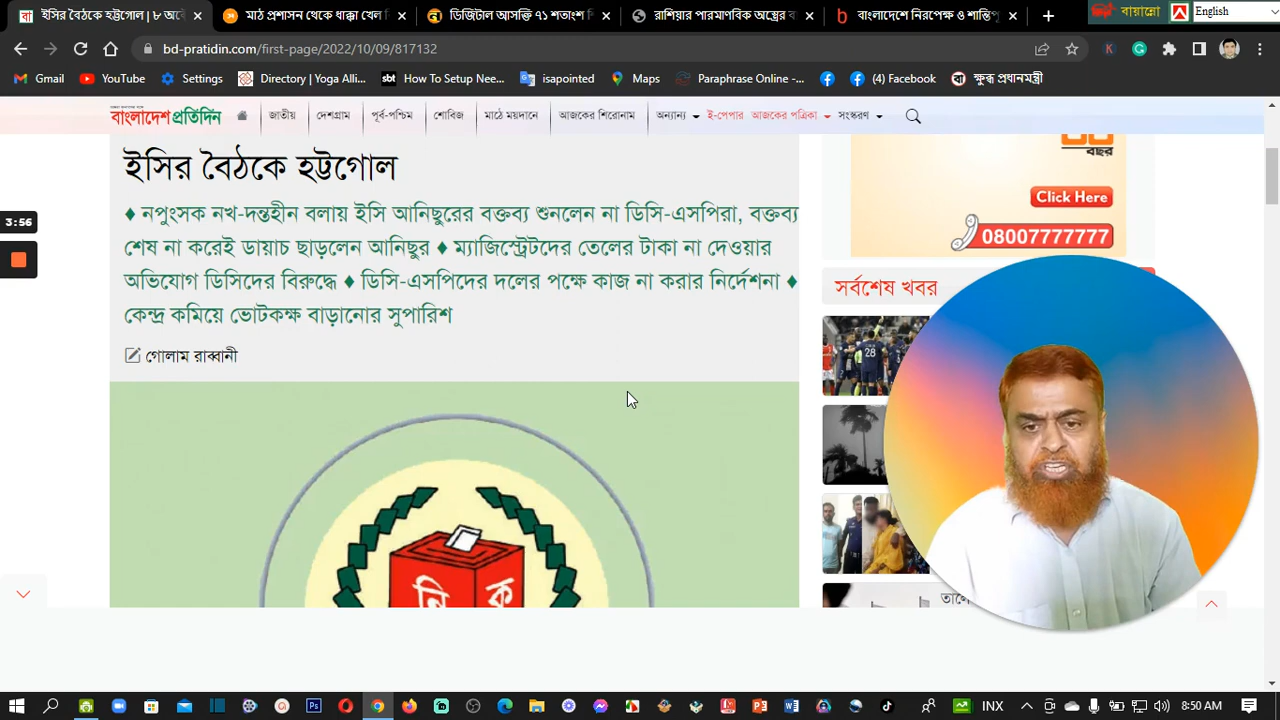 ইসির বৈঠকে হট্টগোল | ৮ অক্টে
মাঠ প্রশাসন থেকে ধাক্কা খেল
ডিজিটাল আসক্তি ৭১ শতাংশ শি
রাশিয়ার
বাংলাদেশে নিরপেক্ষ ও শান্তিপূ
বায়ান্নো
English
bd-pratidin.com/first-page/2022/10/09/817132
Gmail
YouTube
Settings
Directory | Yoga Alli...
sbt How To Setup Nee...
isapointed
Maps
Paraphrase Online -...
(4) Facebook
ক্ষুব্ধ প্রধানমন্ত্রী
বাংলাদেশ প্রতিদিন
জাতীয়
দেশগ্রাম
পূর্ব-পশ্চিম
শোবিজ
মাঠে ময়দানে
আজকের শিরোনাম
অন্যান্য
ই-পেপার
আজকের পত্রিকা
সংস্করণ
ইসির বৈঠকে হট্টগোল
♦ নপুংসক নখ-দন্তহীন বলায় ইসি আনিছুরের বক্তব্য শুনলেন না ডিসি-এসপিরা, বক্তব্য
শেষ না করেই ডায়াচ ছাড়লেন আনিছুর ♦ ম্যাজিস্ট্রেটদের তেলের টাকা না দেওয়ার
অভিযোগ ডিসিদের বিরুদ্ধে ♦ ডিসি-এসপিদের দলের পক্ষে কাজ না করার নির্দেশনা ♦
কেন্দ্র কমিয়ে ভোটকক্ষ বাড়ানোর সুপারিশ
গোলাম রাব্বানী
নি ক
বছর
Click Here
08007777777
সর্বশেষ খবর
28
3:56
INX
8:50 AM